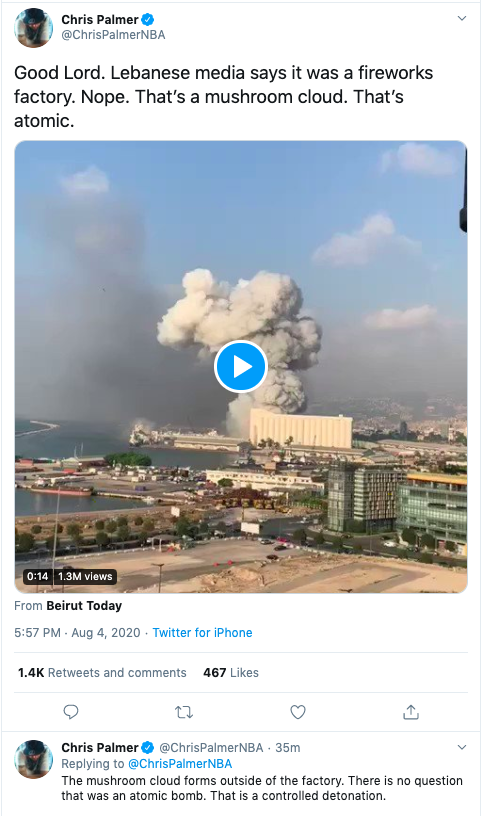 Chris Palmer
@ChrisPalmerNBA
Good Lord. Lebanese media says it was a fireworks
factory. Nope. That’s a mushroom cloud. That’s
atomic.
0:14 1.3M views
From Beirut Today
5:57 PM · Aug 4, 2020 · Twitter for iPhone
1.4K Retweets and comments 467 Likes
Chris Palmer @ChrisPalmerNBA · 35m
Replying to @ChrisPalmerNBA
The mushroom cloud forms outside of the factory. There is no question
that was an atomic bomb. That is a controlled detonation.